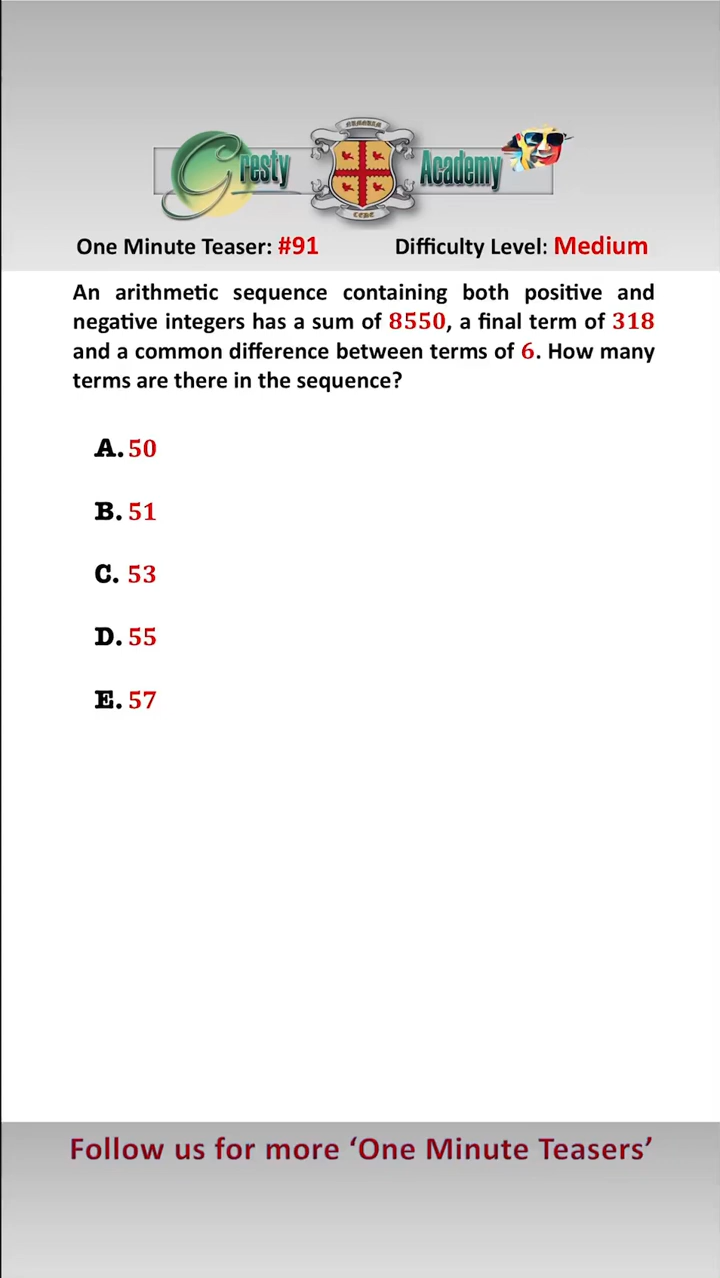 Gresty Academy
One Minute Teaser: #91 Difficulty Level: Medium
An arithmetic sequence containing both positive and
negative integers has a sum of 8550, a final term of 318
and a common difference between terms of 6. How many
terms are there in the sequence?
A. 50
B. 51
C. 53
D. 55
E. 57
Follow us for more ‘One Minute Teasers’